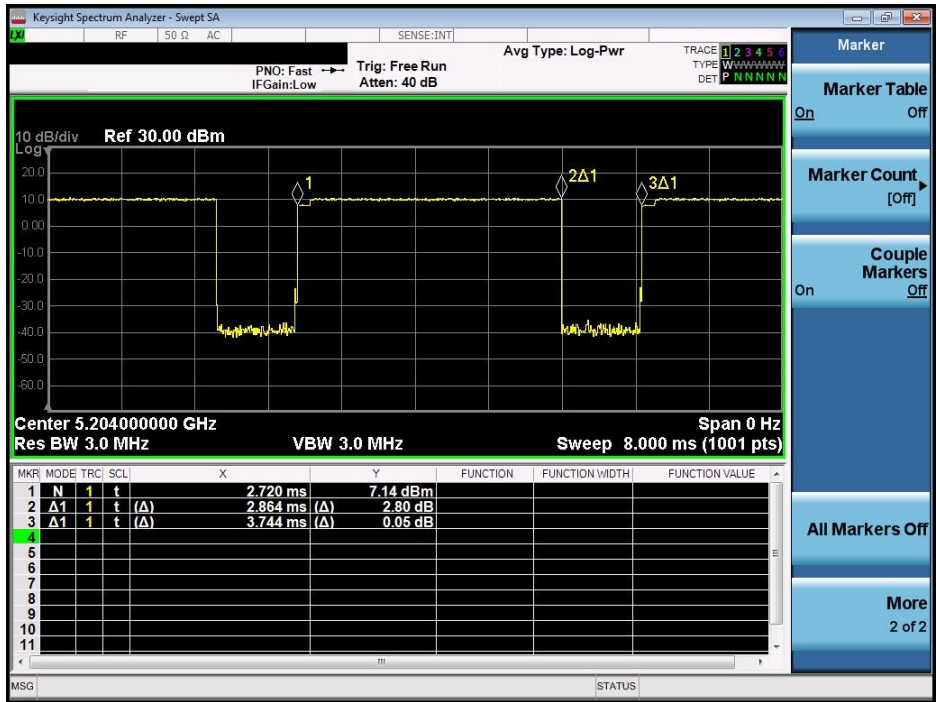 Keysight Spectrum Analyzer - Swept SA
LXI RF 50 Ω AC SENSE:INT
Avg Type: Log-Pwr TRACE 1 2 3 4 5 6
PNO: Fast Trig: Free Run TYPE WWWWWW
IFGain:Low Atten: 40 dB DET P N N N N N
10 dB/div Ref 30.00 dBm
Log
20.0
10.0
0.00
-10.0
-20.0
-30.0
-40.0
-50.0
-60.0
1 2Δ1 3Δ1
Center 5.204000000 GHz Span 0 Hz
Res BW 3.0 MHz VBW 3.0 MHz Sweep 8.000 ms (1001 pts)
MKR MODE TRC SCL X Y FUNCTION FUNCTION WIDTH FUNCTION VALUE
1 N 1 t 2.720 ms 7.14 dBm
2 Δ1 1 t (Δ) 2.864 ms (Δ) 2.80 dB
3 Δ1 1 t (Δ) 3.744 ms (Δ) 0.05 dB
4
5
6
7
8
9
10
11
MSG STATUS
Marker
Marker Table
On Off
Marker Count
[Off]
Couple
Markers
On Off
All Markers Off
More
2 of 2